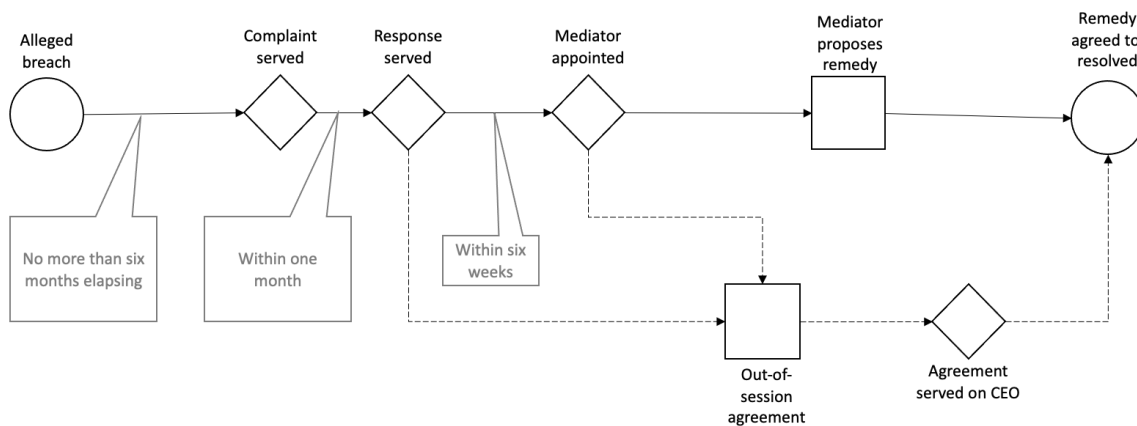 Alleged
breach
Complaint
served
Response
served
Mediator
appointed
Mediator
proposes
remedy
Remedy
agreed to
resolved
No more than six
months elapsing
Within one
month
Within six
weeks
Out-of-
session
agreement
Agreement
served on CEO